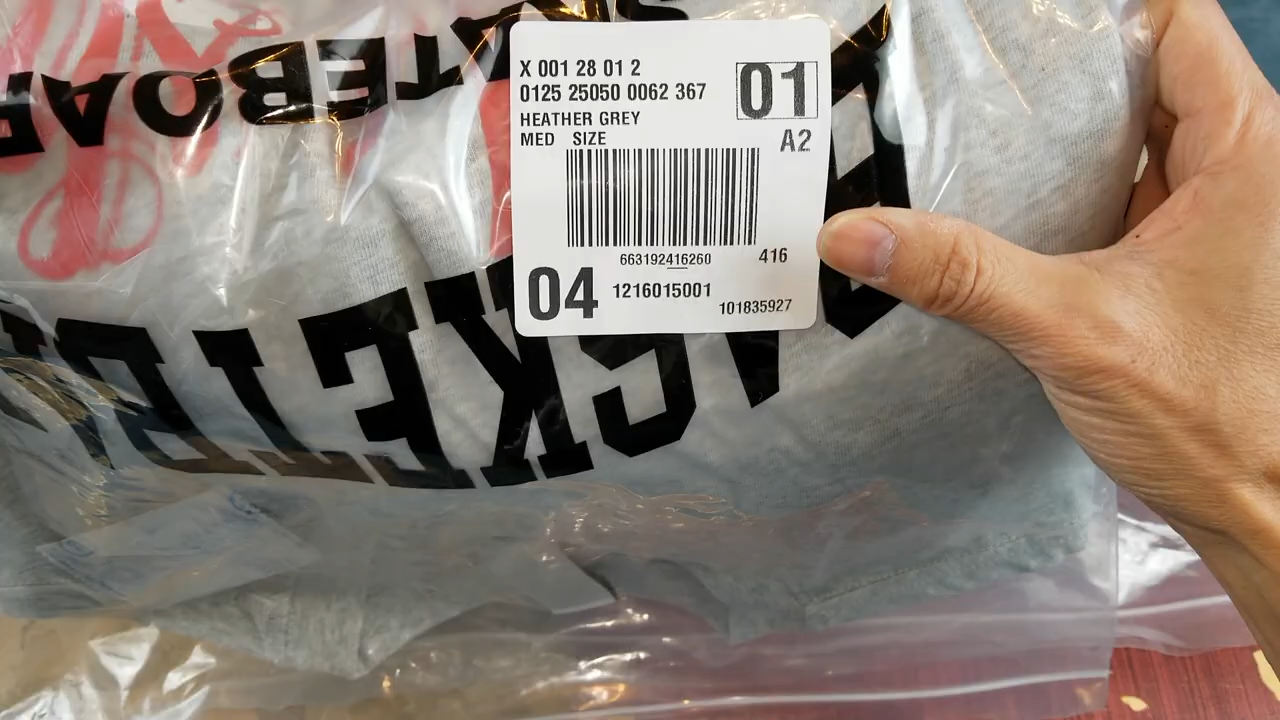 X 001 28 01 2
0125 25050 0062 367
01
HEATHER GREY
MED SIZE
A2
663192416260
416
04
1216015001
101835927